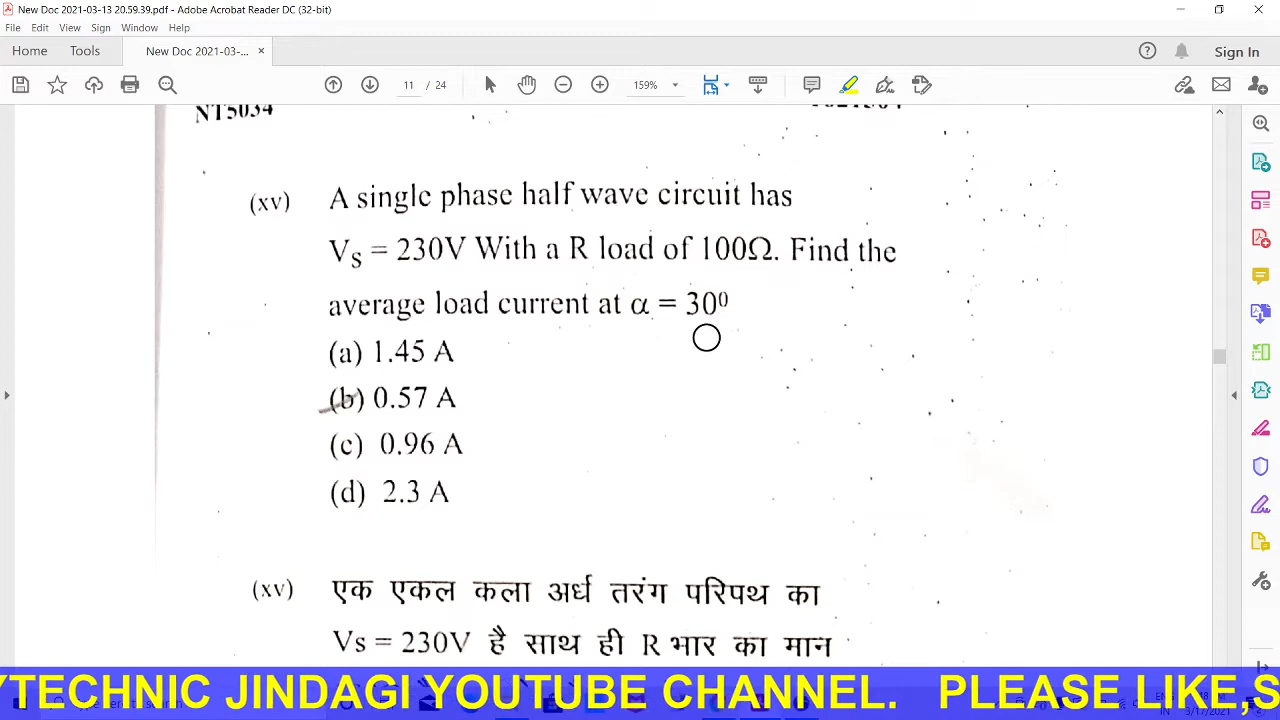 New Doc 2021-03-13 20.59.39.pdf - Adobe Acrobat Reader DC (32-bit)
File Edit View Sign Window Help
Home Tools New Doc 2021-03-... × Sign In
11 / 24 159%
NT5034
(xv) A single phase half wave circuit has
Vs = 230V With a R load of 100Ω. Find the
average load current at α = 30⁰
(a) 1.45 A
(b) 0.57 A
(c) 0.96 A
(d) 2.3 A
(xv) एक एकल कला अर्ध तरंग परिपथ का
Vs = 230V है साथ ही R भार का मान
YTECHNIC JINDAGI YOUTUBE CHANNEL. PLEASE LIKE,S